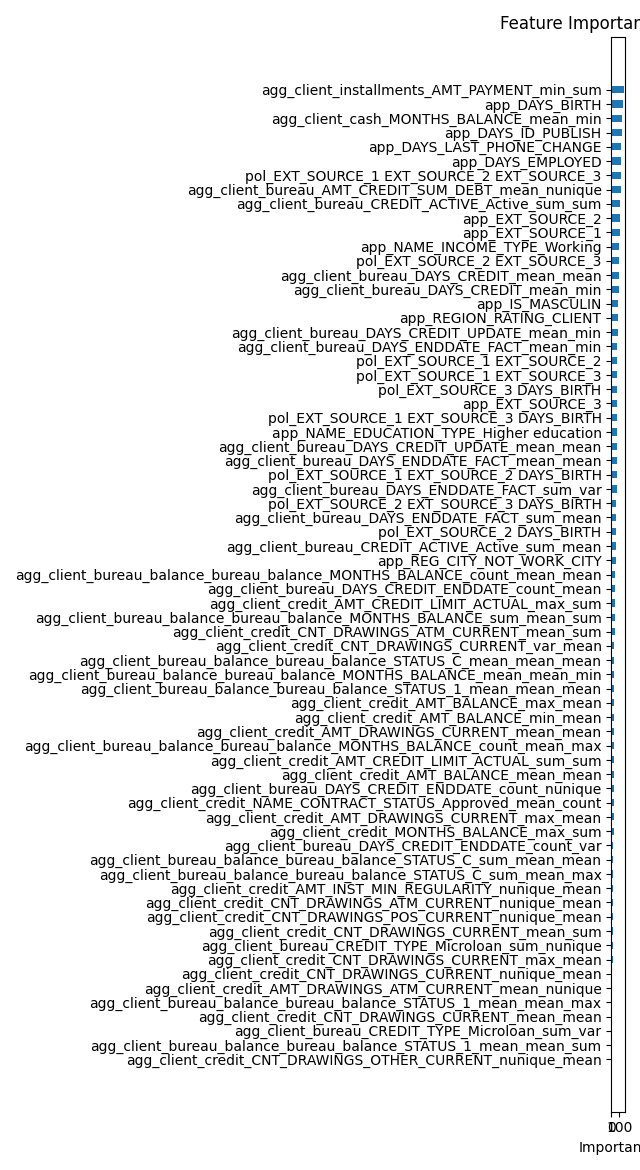 Feature Importan
agg_client_installments_AMT_PAYMENT_min_sum
app_DAYS_BIRTH
agg_client_cash_MONTHS_BALANCE_mean_min
app_DAYS_ID_PUBLISH
app_DAYS_LAST_PHONE_CHANGE
app_DAYS_EMPLOYED
pol_EXT_SOURCE_1 EXT_SOURCE_2 EXT_SOURCE_3
agg_client_bureau_AMT_CREDIT_SUM_DEBT_mean_nunique
agg_client_bureau_CREDIT_ACTIVE_Active_sum_sum
app_EXT_SOURCE_2
app_EXT_SOURCE_1
app_NAME_INCOME_TYPE_Working
pol_EXT_SOURCE_2 EXT_SOURCE_3
agg_client_bureau_DAYS_CREDIT_mean_mean
agg_client_bureau_DAYS_CREDIT_mean_min
app_IS_MASCULIN
app_REGION_RATING_CLIENT
agg_client_bureau_DAYS_CREDIT_UPDATE_mean_min
agg_client_bureau_DAYS_ENDDATE_FACT_mean_min
pol_EXT_SOURCE_1 EXT_SOURCE_2
pol_EXT_SOURCE_1 EXT_SOURCE_3
pol_EXT_SOURCE_3 DAYS_BIRTH
app_EXT_SOURCE_3
pol_EXT_SOURCE_1 EXT_SOURCE_3 DAYS_BIRTH
app_NAME_EDUCATION_TYPE_Higher education
agg_client_bureau_DAYS_CREDIT_UPDATE_mean_mean
agg_client_bureau_DAYS_ENDDATE_FACT_mean_mean
pol_EXT_SOURCE_1 EXT_SOURCE_2 DAYS_BIRTH
agg_client_bureau_DAYS_ENDDATE_FACT_sum_var
pol_EXT_SOURCE_2 EXT_SOURCE_3 DAYS_BIRTH
agg_client_bureau_DAYS_ENDDATE_FACT_sum_mean
pol_EXT_SOURCE_2 DAYS_BIRTH
agg_client_bureau_CREDIT_ACTIVE_Active_sum_mean
app_REG_CITY_NOT_WORK_CITY
agg_client_bureau_balance_bureau_balance_MONTHS_BALANCE_count_mean_mean
agg_client_bureau_DAYS_CREDIT_ENDDATE_count_mean
agg_client_credit_AMT_CREDIT_LIMIT_ACTUAL_max_sum
agg_client_bureau_balance_bureau_balance_MONTHS_BALANCE_sum_mean_sum
agg_client_credit_CNT_DRAWINGS_ATM_CURRENT_mean_sum
agg_client_credit_CNT_DRAWINGS_CURRENT_var_mean
agg_client_bureau_balance_bureau_balance_STATUS_C_mean_mean_mean
agg_client_bureau_balance_bureau_balance_MONTHS_BALANCE_mean_mean_min
agg_client_bureau_balance_bureau_balance_STATUS_1_mean_mean_mean
agg_client_credit_AMT_BALANCE_max_mean
agg_client_credit_AMT_BALANCE_min_mean
agg_client_credit_AMT_DRAWINGS_CURRENT_mean_mean
agg_client_bureau_balance_bureau_balance_MONTHS_BALANCE_count_mean_max
agg_client_credit_AMT_CREDIT_LIMIT_ACTUAL_sum_sum
agg_client_credit_AMT_BALANCE_mean_mean
agg_client_bureau_DAYS_CREDIT_ENDDATE_count_nunique
agg_client_credit_NAME_CONTRACT_STATUS_Approved_mean_count
agg_client_credit_AMT_DRAWINGS_CURRENT_max_mean
agg_client_credit_MONTHS_BALANCE_max_sum
agg_client_bureau_DAYS_CREDIT_ENDDATE_count_var
agg_client_bureau_balance_bureau_balance_STATUS_C_sum_mean_mean
agg_client_bureau_balance_bureau_balance_STATUS_C_sum_mean_max
agg_client_credit_AMT_INST_MIN_REGULARITY_nunique_mean
agg_client_credit_CNT_DRAWINGS_ATM_CURRENT_nunique_mean
agg_client_credit_CNT_DRAWINGS_POS_CURRENT_nunique_mean
agg_client_credit_CNT_DRAWINGS_CURRENT_mean_sum
agg_client_bureau_CREDIT_TYPE_Microloan_sum_nunique
agg_client_credit_CNT_DRAWINGS_CURRENT_max_mean
agg_client_credit_CNT_DRAWINGS_CURRENT_nunique_mean
agg_client_credit_AMT_DRAWINGS_ATM_CURRENT_mean_nunique
agg_client_bureau_balance_bureau_balance_STATUS_1_mean_mean_max
agg_client_credit_CNT_DRAWINGS_CURRENT_mean_mean
agg_client_bureau_CREDIT_TYPE_Microloan_sum_var
agg_client_bureau_balance_bureau_balance_STATUS_1_mean_mean_sum
agg_client_credit_CNT_DRAWINGS_OTHER_CURRENT_nunique_mean
0 100
Importan